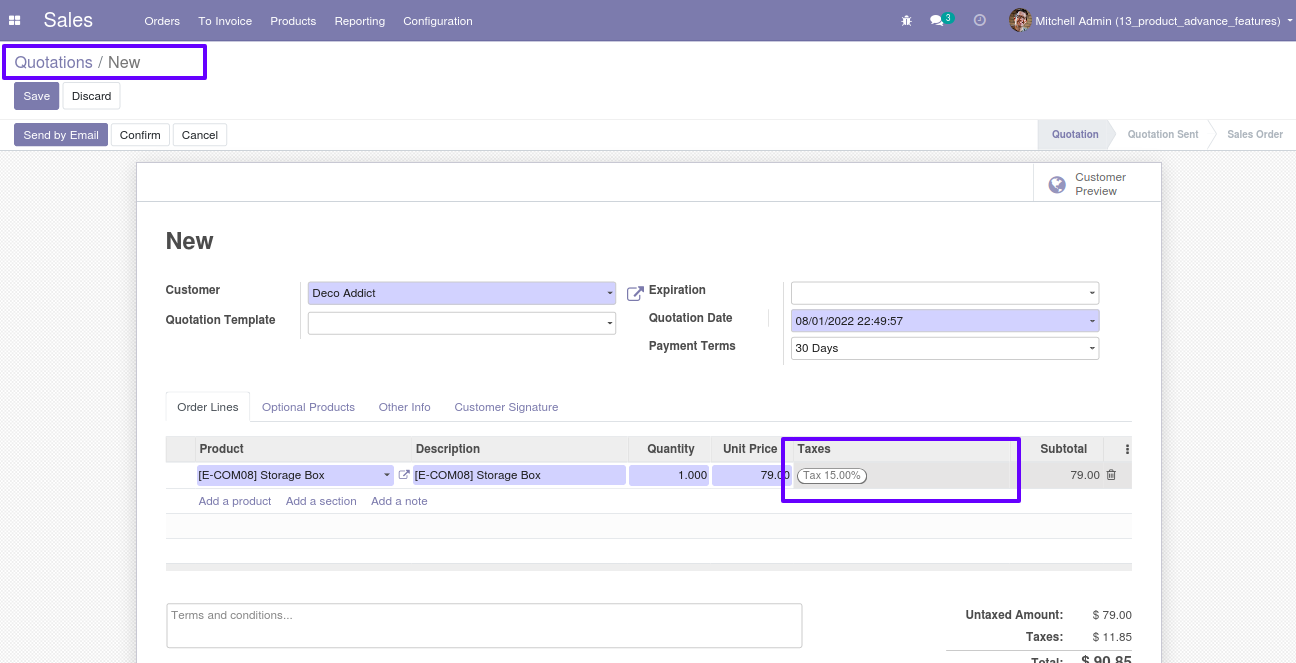 Sales Orders To Invoice Products Reporting Configuration 3 Mitchell Admin (13_product_advance_features)
Quotations / New
Save Discard
Send by Email Confirm Cancel Quotation Quotation Sent Sales Order
Customer
Preview
New
Customer Deco Addict Expiration
Quotation Template Quotation Date 08/01/2022 22:49:57
Payment Terms 30 Days
Order Lines Optional Products Other Info Customer Signature
Product Description Quantity Unit Price Taxes Subtotal
[E-COM08] Storage Box [E-COM08] Storage Box 1.000 79.00 Tax 15.00% 79.00
Add a product Add a section Add a note
Terms and conditions... Untaxed Amount: $ 79.00
Taxes: $ 11.85
Total: $ 90.85